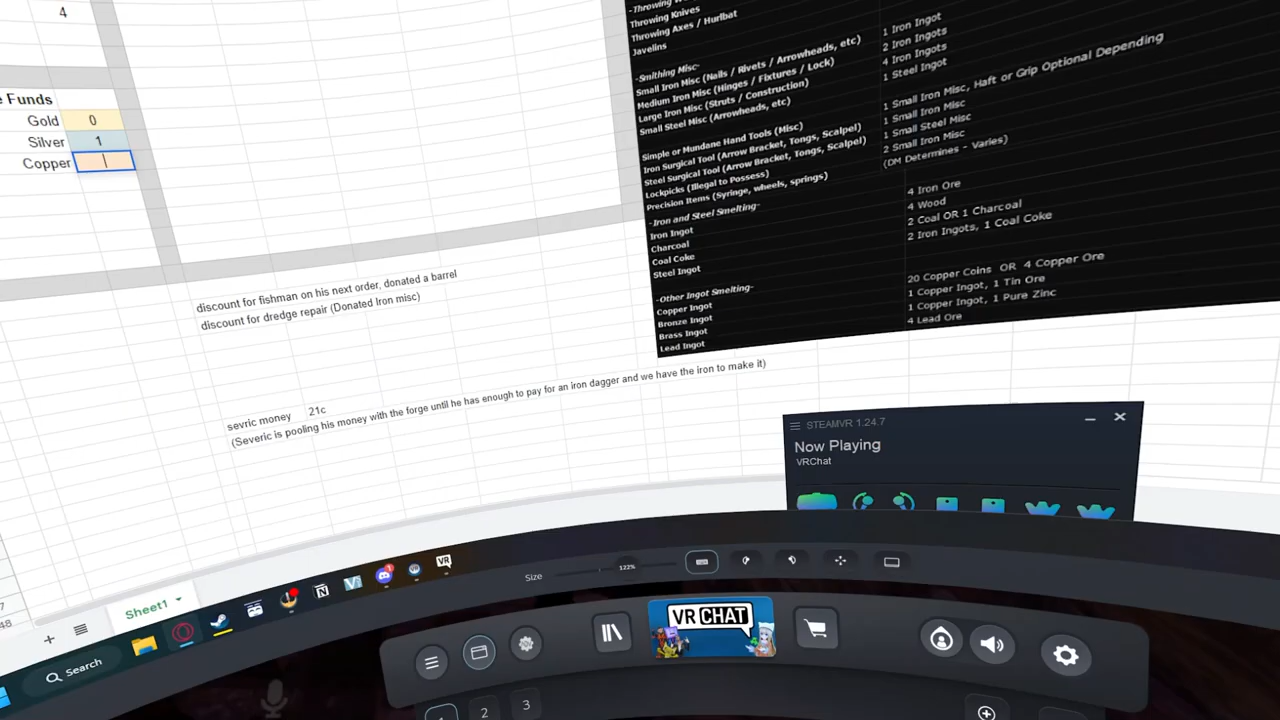 4
e Funds
Gold 0
Silver 1
Copper
discount for fishman on his next order, donated a barrel
discount for dredge repair (Donated Iron misc)
sevric money 21c
(Severic is pooling his money with the forge until he has enough to pay for an iron dagger and we have the iron to make it)
-Throwing
Throwing Knives
Throwing Axes / Hurlbat
Javelins
1 Iron Ingot
2 Iron Ingots
4 Iron Ingots
1 Steel Ingot
-Smithing Misc-
Small Iron Misc (Nails / Rivets / Arrowheads, etc)
Medium Iron Misc (Hinges / Fixtures / Lock)
Large Iron Misc (Struts / Construction)
Small Steel Misc (Arrowheads, etc)
1 Small Iron Misc, Haft or Grip Optional Depending
1 Small Iron Misc
1 Small Steel Misc
2 Small Iron Misc
(DM Determines - Varies)
Simple or Mundane Hand Tools (Misc)
Iron Surgical Tool (Arrow Bracket, Tongs, Scalpel)
Steel Surgical Tool (Arrow Bracket, Tongs, Scalpel)
Lockpicks (Illegal to Possess)
Precision Items (Syringe, wheels, springs)
-Iron and Steel Smelting-
Iron Ingot
Charcoal
Coal Coke
Steel Ingot
4 Iron Ore
4 Wood
2 Coal OR 1 Charcoal
2 Iron Ingots, 1 Coal Coke
-Other Ingot Smelting-
Copper Ingot
Bronze Ingot
Brass Ingot
Lead Ingot
20 Copper Coins OR 4 Copper Ore
1 Copper Ingot, 1 Tin Ore
1 Copper Ingot, 1 Pure Zinc
4 Lead Ore
STEAMVR 1.24.7
Now Playing
VRChat
Size 122%
7
48
Sheet1
Search
1
VR
VR CHAT
1 2 3